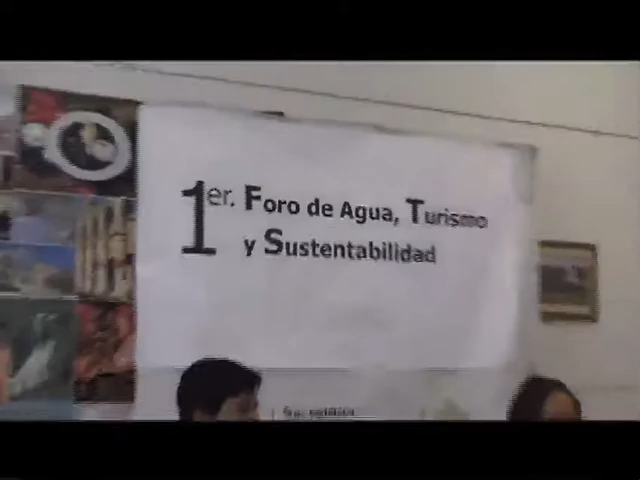 1er. Foro de Agua, Turismo
y Sustentabilidad